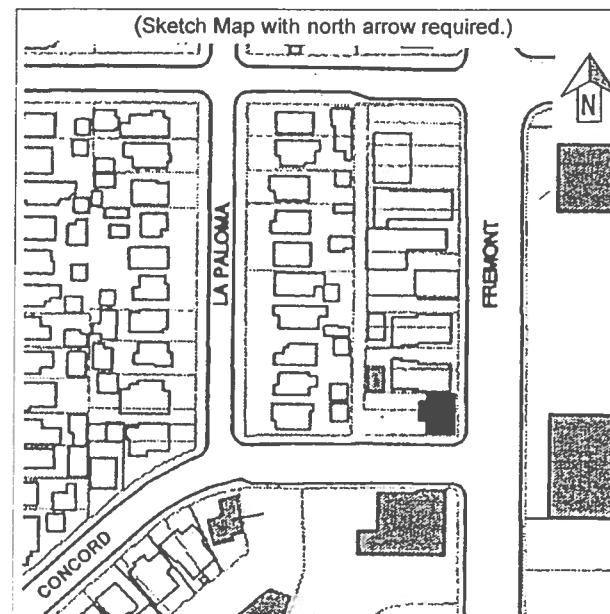 (Sketch Map with north arrow required.)
N
LA PALOMA
FREMONT
CONCORD